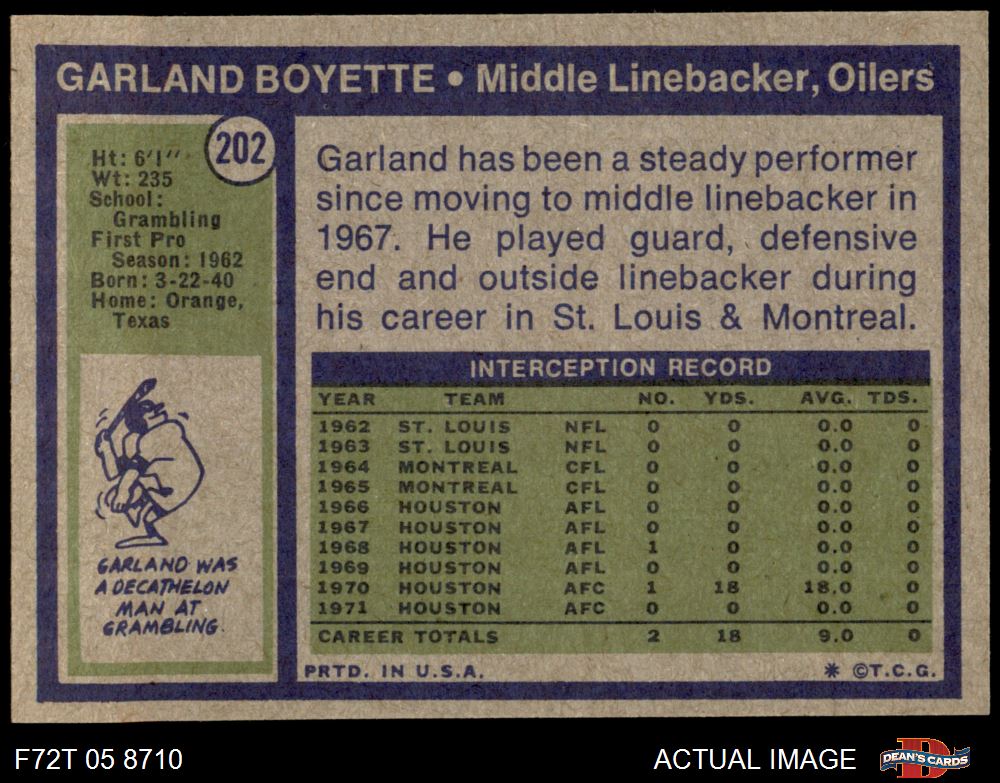 GARLAND BOYETTE • Middle Linebacker, Oilers
202
Ht: 6'1"
Wt: 235
School:
Grambling
First Pro
Season: 1962
Born: 3-22-40
Home: Orange,
Texas
GARLAND WAS
A DECATHELON
MAN AT
GRAMBLING.
Garland has been a steady performer
since moving to middle linebacker in
1967. He played guard, defensive
end and outside linebacker during
his career in St. Louis & Montreal.
INTERCEPTION RECORD
YEAR TEAM NO. YDS. AVG. TDS.
1962 ST. LOUIS NFL 0 0 0.0 0
1963 ST. LOUIS NFL 0 0 0.0 0
1964 MONTREAL CFL 0 0 0.0 0
1965 MONTREAL CFL 0 0 0.0 0
1966 HOUSTON AFL 0 0 0.0 0
1967 HOUSTON AFL 0 0 0.0 0
1968 HOUSTON AFL 1 0 0.0 0
1969 HOUSTON AFL 0 0 0.0 0
1970 HOUSTON AFC 1 18 18.0 0
1971 HOUSTON AFC 0 0 0.0 0
CAREER TOTALS 2 18 9.0 0
PRTD. IN U.S.A. * ©T.C.G.
F72T 05 8710 ACTUAL IMAGE DEAN'S CARDS